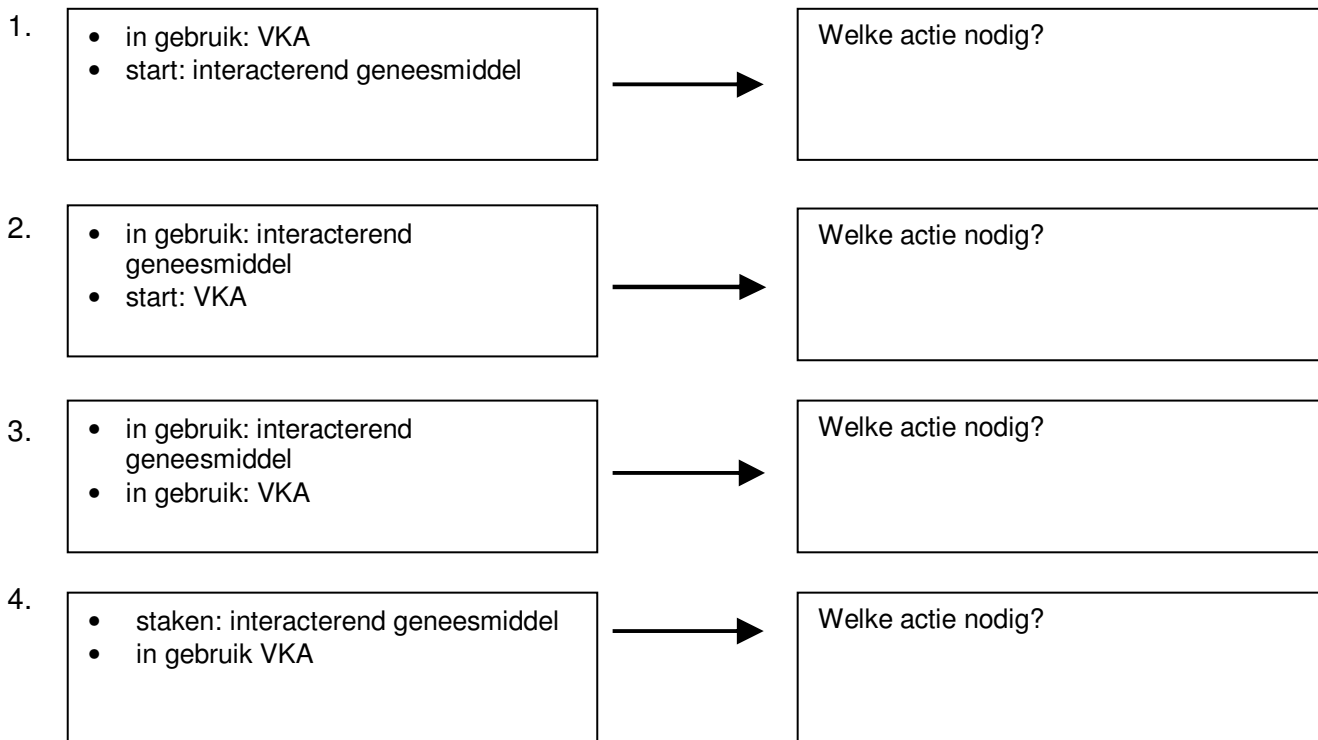 1.
• in gebruik: VKA
• start: interacterend geneesmiddel
Welke actie nodig?
2.
• in gebruik: interacterend
geneesmiddel
• start: VKA
Welke actie nodig?
3.
• in gebruik: interacterend
geneesmiddel
• in gebruik: VKA
Welke actie nodig?
4.
• staken: interacterend geneesmiddel
• in gebruik VKA
Welke actie nodig?